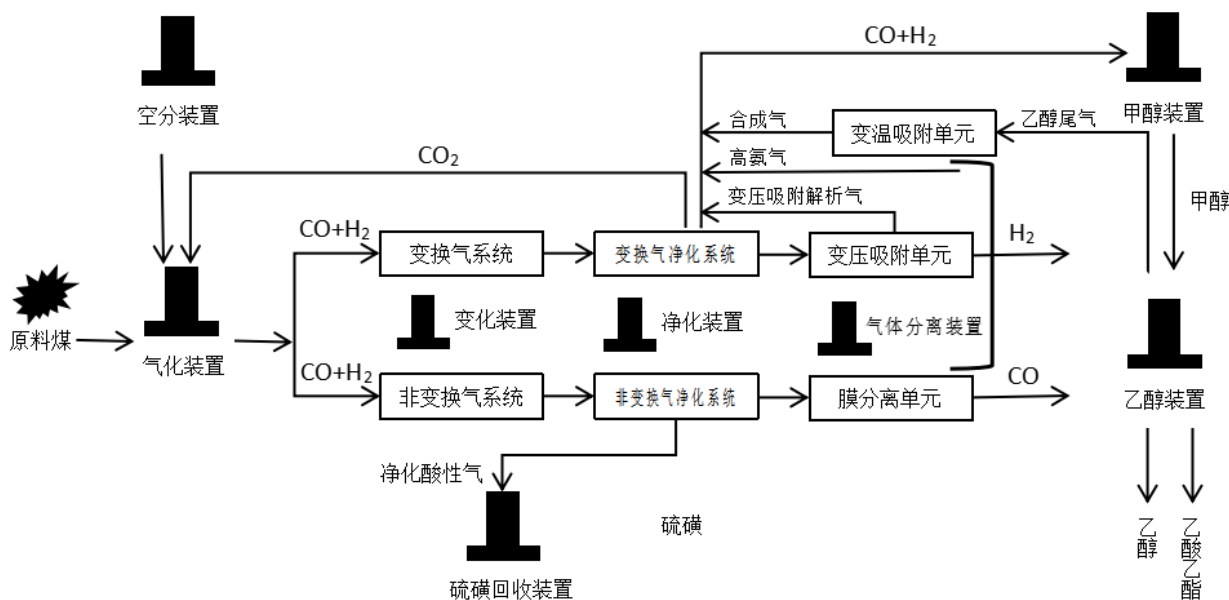 CO+H2
空分装置
甲醇装置
合成气
变温吸附单元
乙醇尾气
CO2
高氨气
变压吸附解析气
甲醇
CO+H2
变换气系统
变换气净化系统
变压吸附单元
H2
原料煤
气化装置
变化装置
净化装置
气体分离装置
CO+H2
非变换气系统
非变换气净化系统
膜分离单元
CO
乙醇装置
净化酸性气
硫磺
硫磺回收装置
乙醇
乙酸乙酯